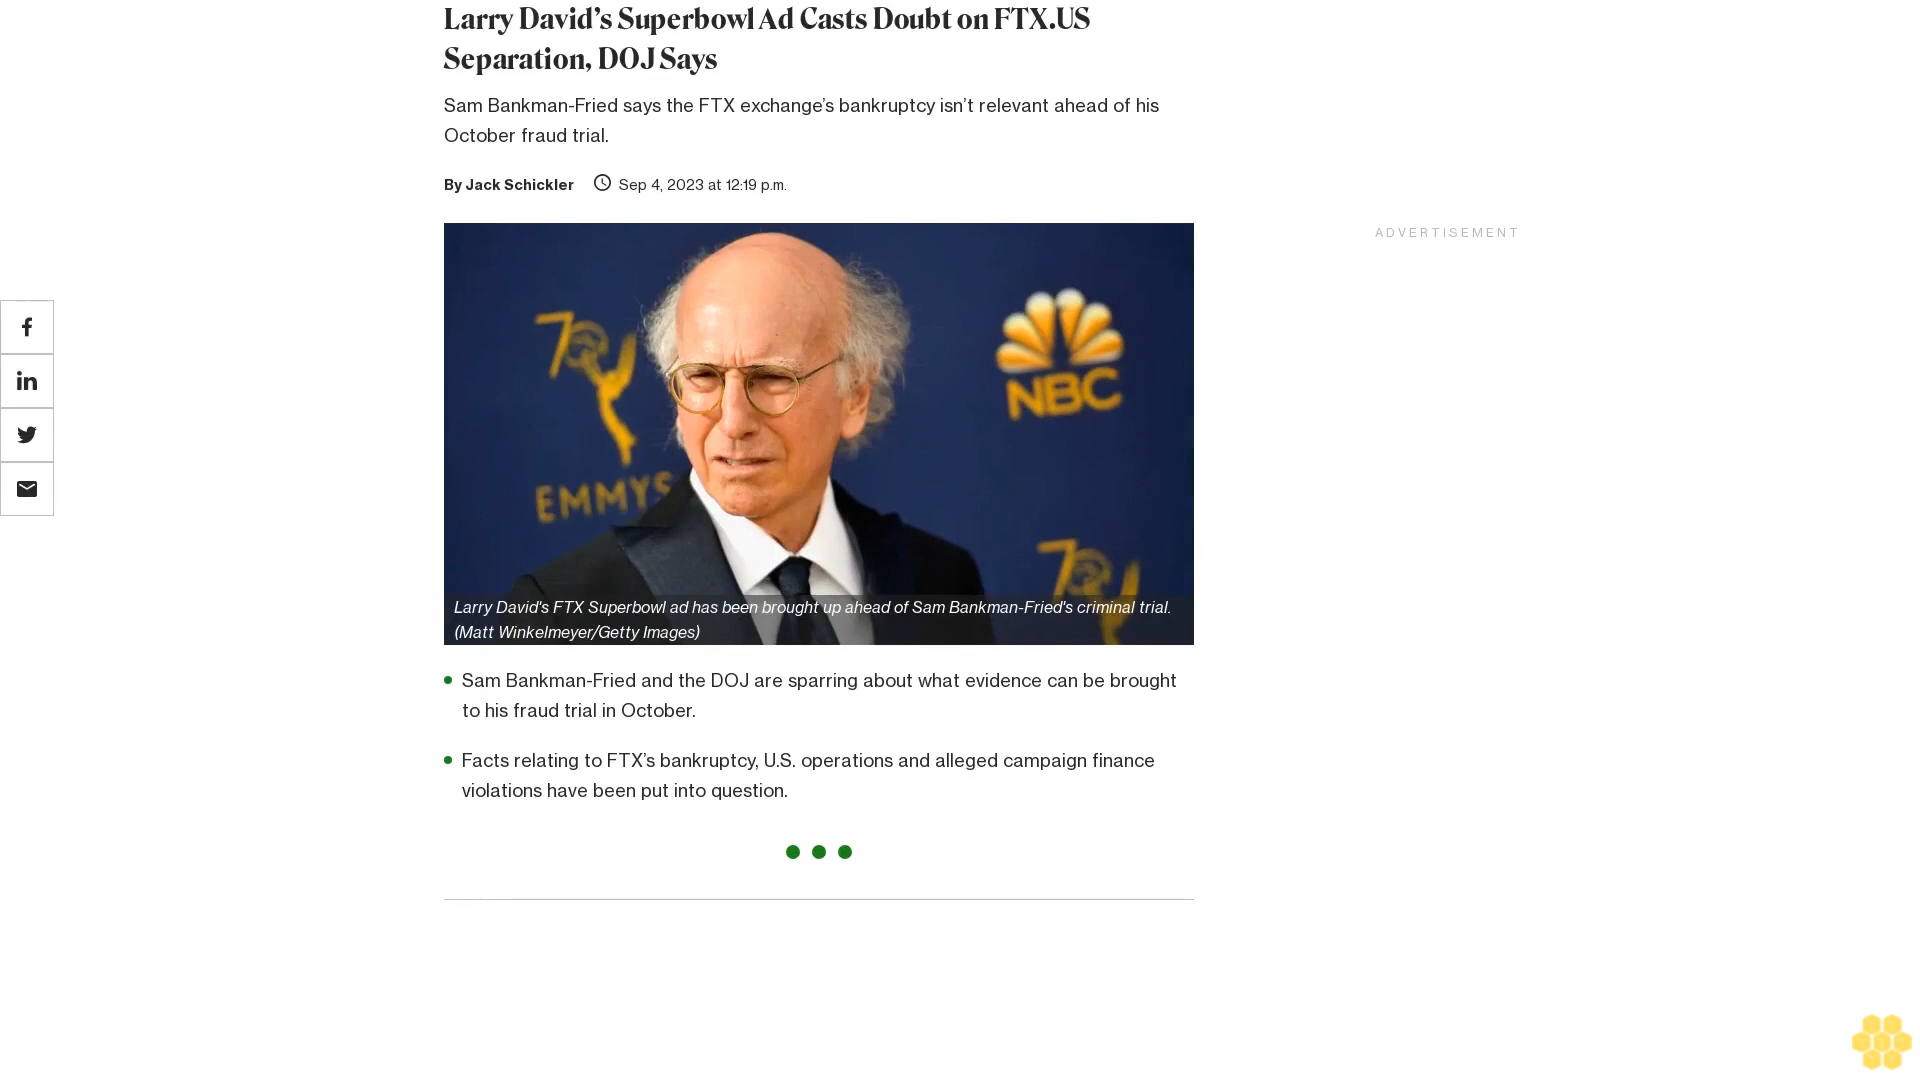 Larry David’s Superbowl Ad Casts Doubt on FTX.US
Separation, DOJ Says
Sam Bankman-Fried says the FTX exchange’s bankruptcy isn’t relevant ahead of his
October fraud trial.
By Jack Schickler Sep 4, 2023 at 12:19 p.m.
ADVERTISEMENT
70
EMMYS
NBC
70
Larry David's FTX Superbowl ad has been brought up ahead of Sam Bankman-Fried's criminal trial.
(Matt Winkelmeyer/Getty Images)
Sam Bankman-Fried and the DOJ are sparring about what evidence can be brought
to his fraud trial in October.
Facts relating to FTX’s bankruptcy, U.S. operations and alleged campaign finance
violations have been put into question.